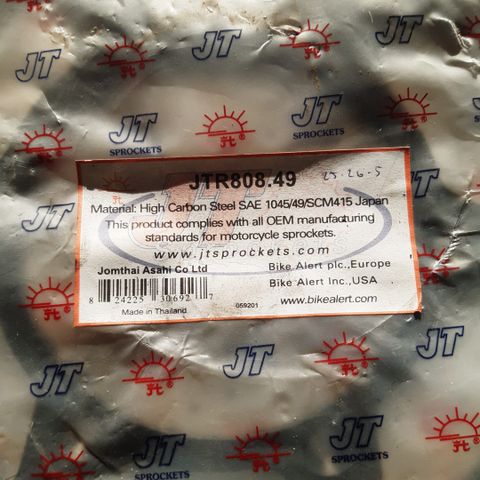 JT
JT
JT
SPROCKETS
JT
SPROCKETS
JTR808.49
25.26.5
Material: High Carbon Steel SAE 1045/49/SCM415 Japan
This product complies with all OEM manufacturing
standards for motorcycle sprockets.
www.jtsprockets.com
Jomthai Asahi Co Ltd
Bike Alert plc.,Europe
Bike Alert Inc.,USA
8 24225 30692 7
059201
www.bikealert.com
Made in Thailand
JT
JT
JT
JT
SPROCKETS
JT
SPROCKETS